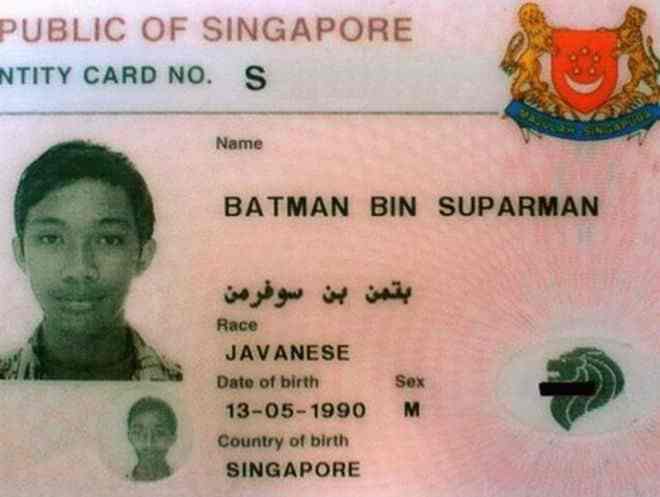 PUBLIC OF SINGAPORE
NTITY CARD NO. S
MAJULAH SINGAPURA
Name
BATMAN BIN SUPARMAN
بتمن بن سوفرمن
Race
JAVANESE
Date of birth Sex
13-05-1990 M
Country of birth
SINGAPORE